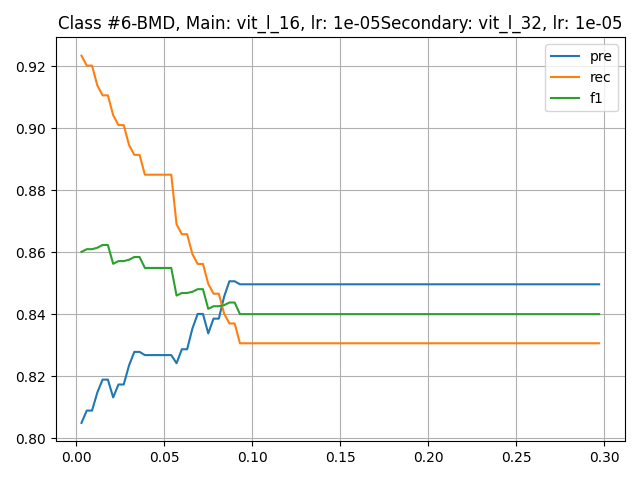 Class #6-BMD, Main: vit_l_16, lr: 1e-05Secondary: vit_l_32, lr: 1e-05
pre
rec
f1
0.92
0.90
0.88
0.86
0.84
0.82
0.80
0.00 0.05 0.10 0.15 0.20 0.25 0.30